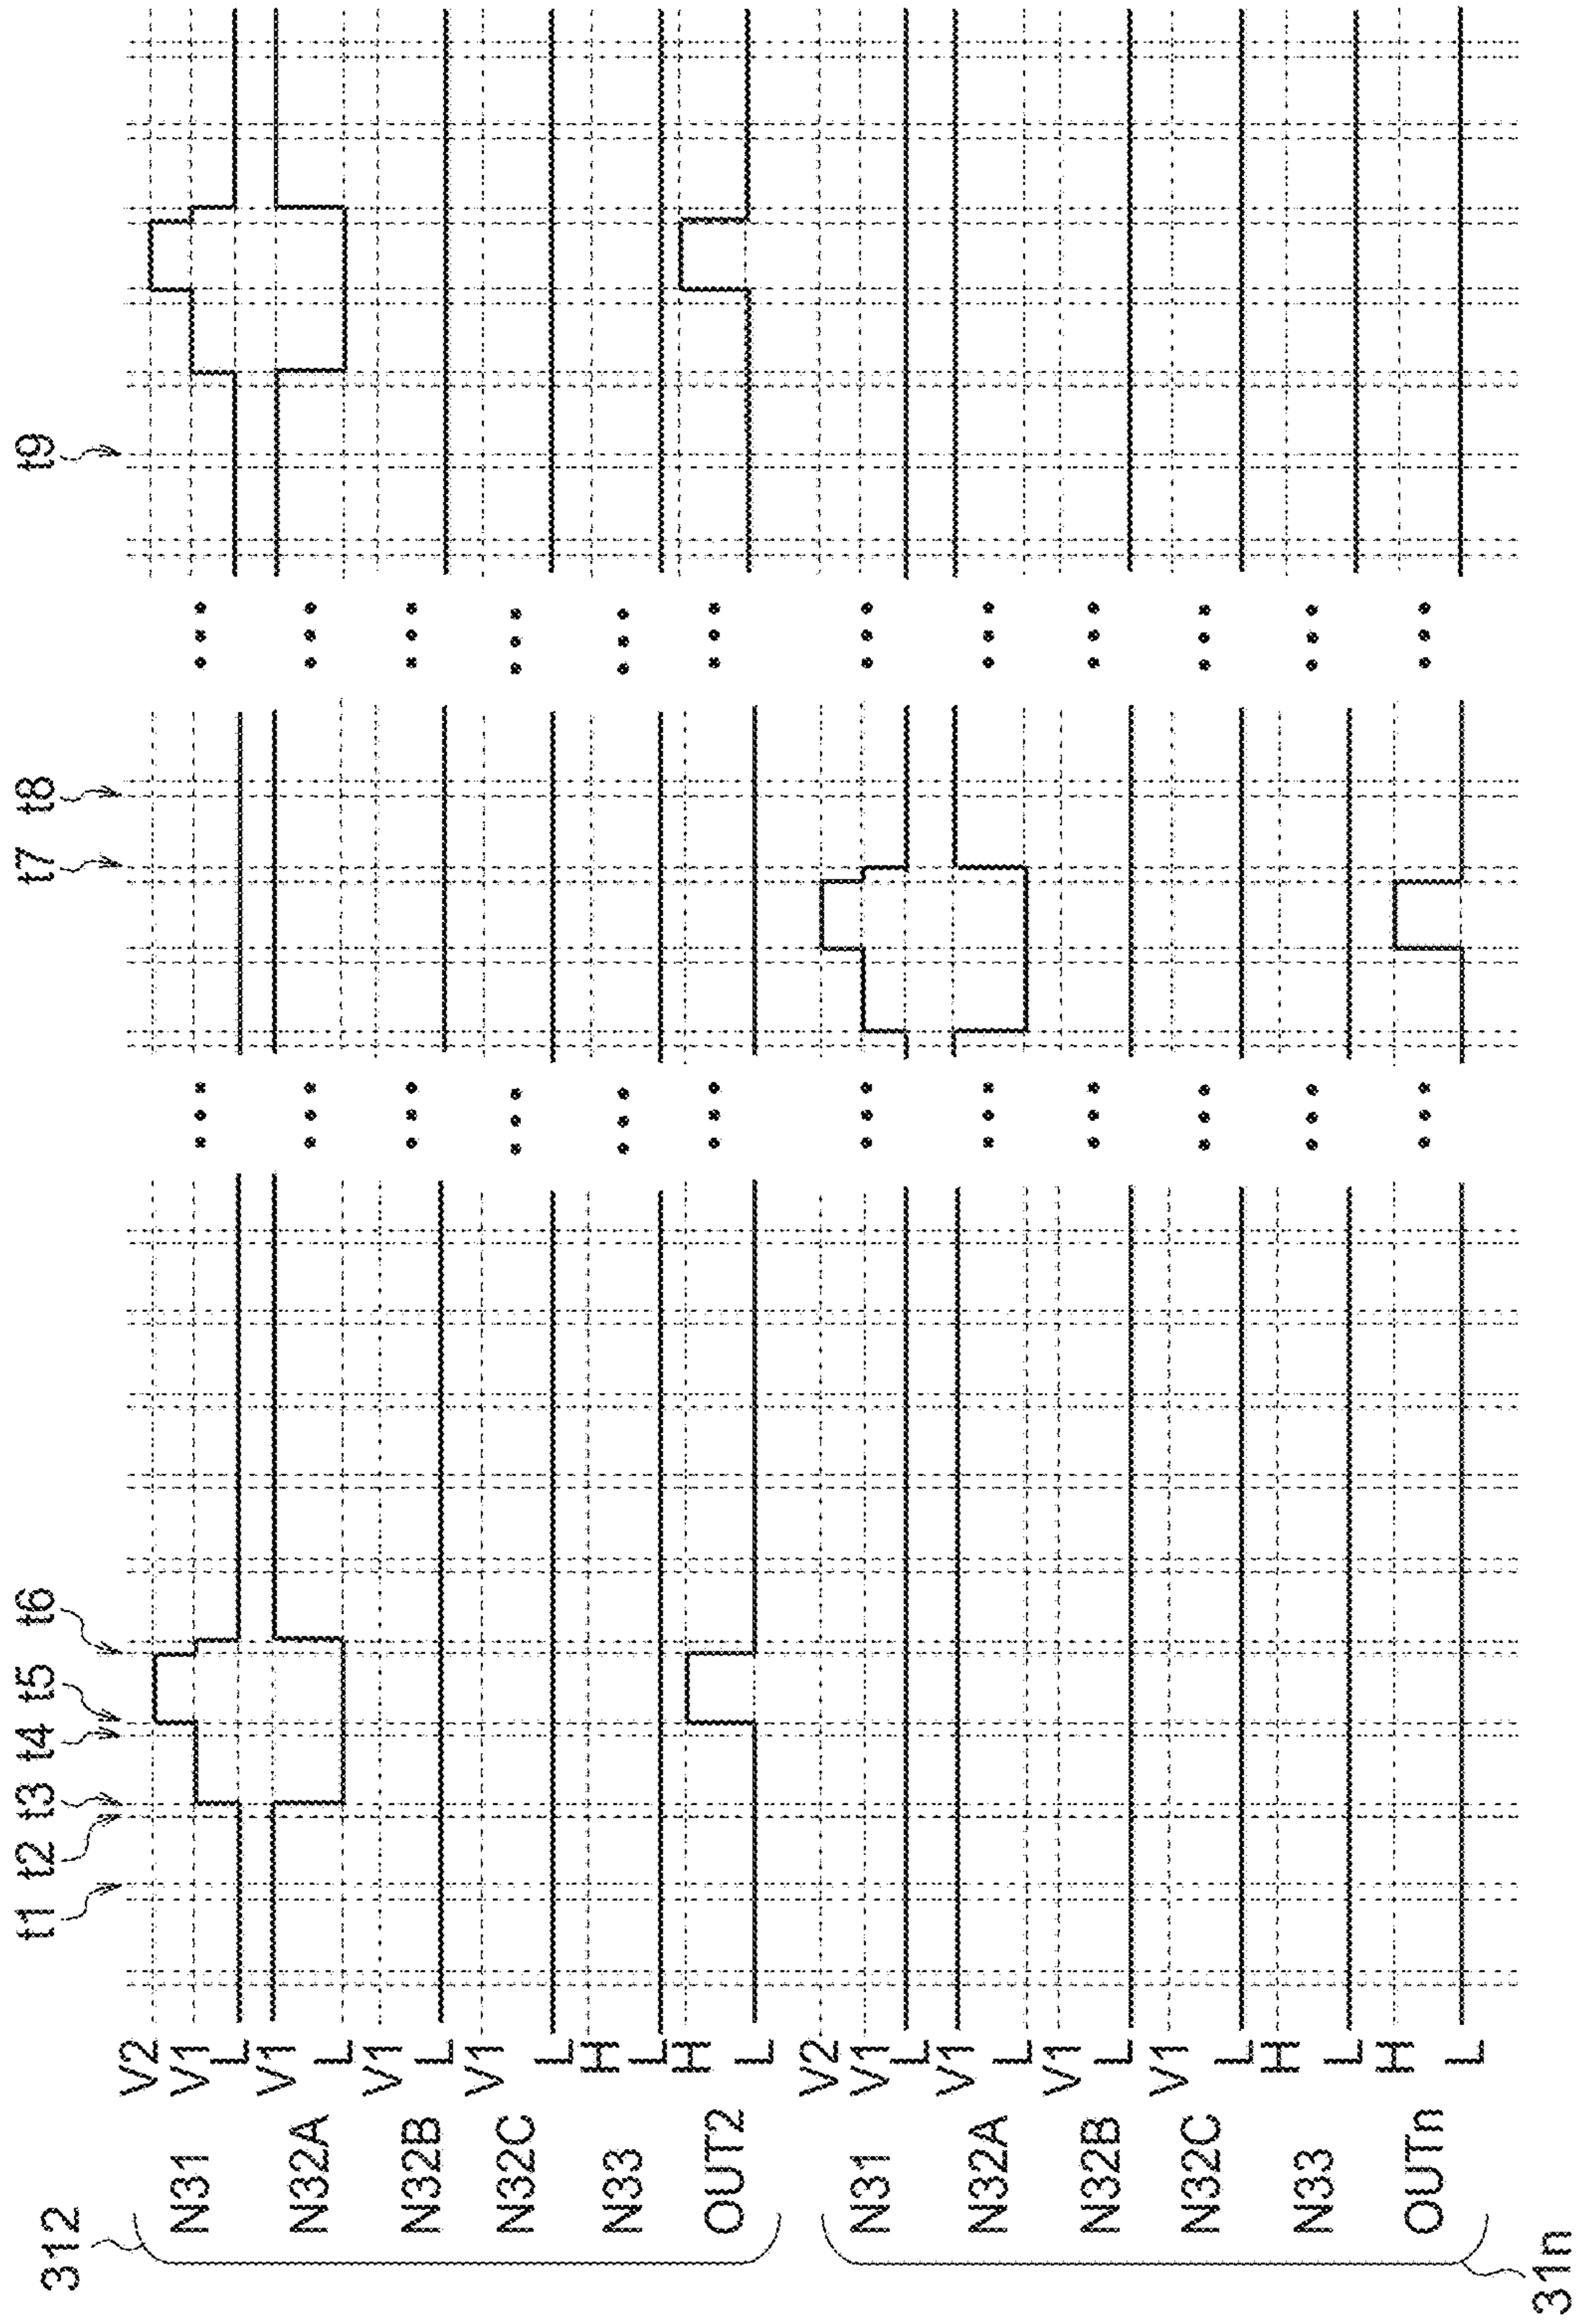 t1 t2 t3 t4 t5 t6 t7 t8 t9
312
N31 V2 V1 L
N32A V1 L
N32B V1 L
N32C V1 L
N33 H L
OUT2 H L
31n
N31 V2 V1 L
N32A V1 L
N32B V1 L
N32C V1 L
N33 H L
OUTn H L